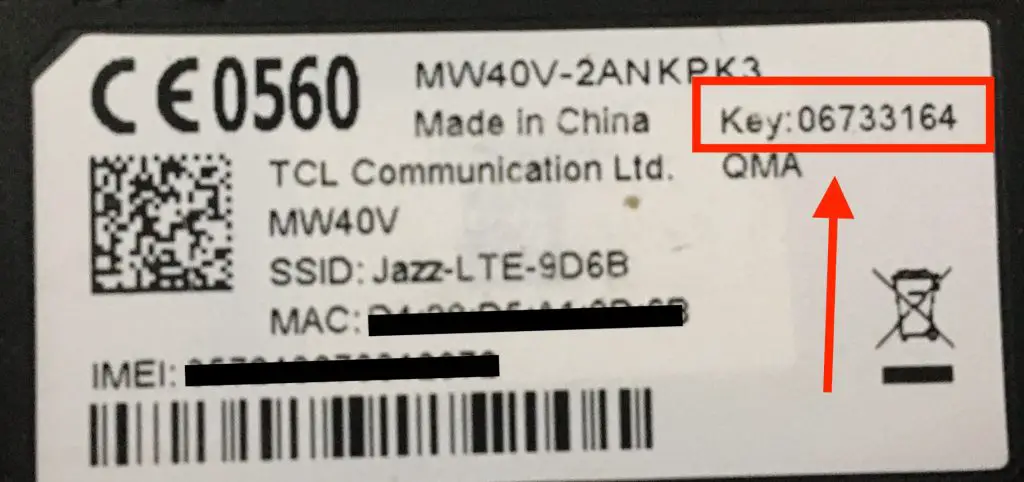 CE0560
MW40V-2ANKPK3
Made in China
Key:06733164
TCL Communication Ltd.
QMA
MW40V
SSID: Jazz-LTE-9D6B
MAC:
IMEI: